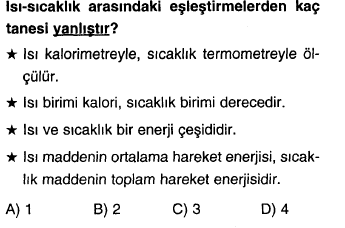 Isı-sıcaklık arasındaki eşleştirmelerden kaç
tanesi yanlıştır?
★ Isı kalorimetreyle, sıcaklık termometreyle öl-
çülür.
★ Isı birimi kalori, sıcaklık birimi derecedir.
★ Isı ve sıcaklık bir enerji çeşididir.
★ Isı maddenin ortalama hareket enerjisi, sıcak-
lık maddenin toplam hareket enerjisidir.
A) 1 B) 2 C) 3 D) 4